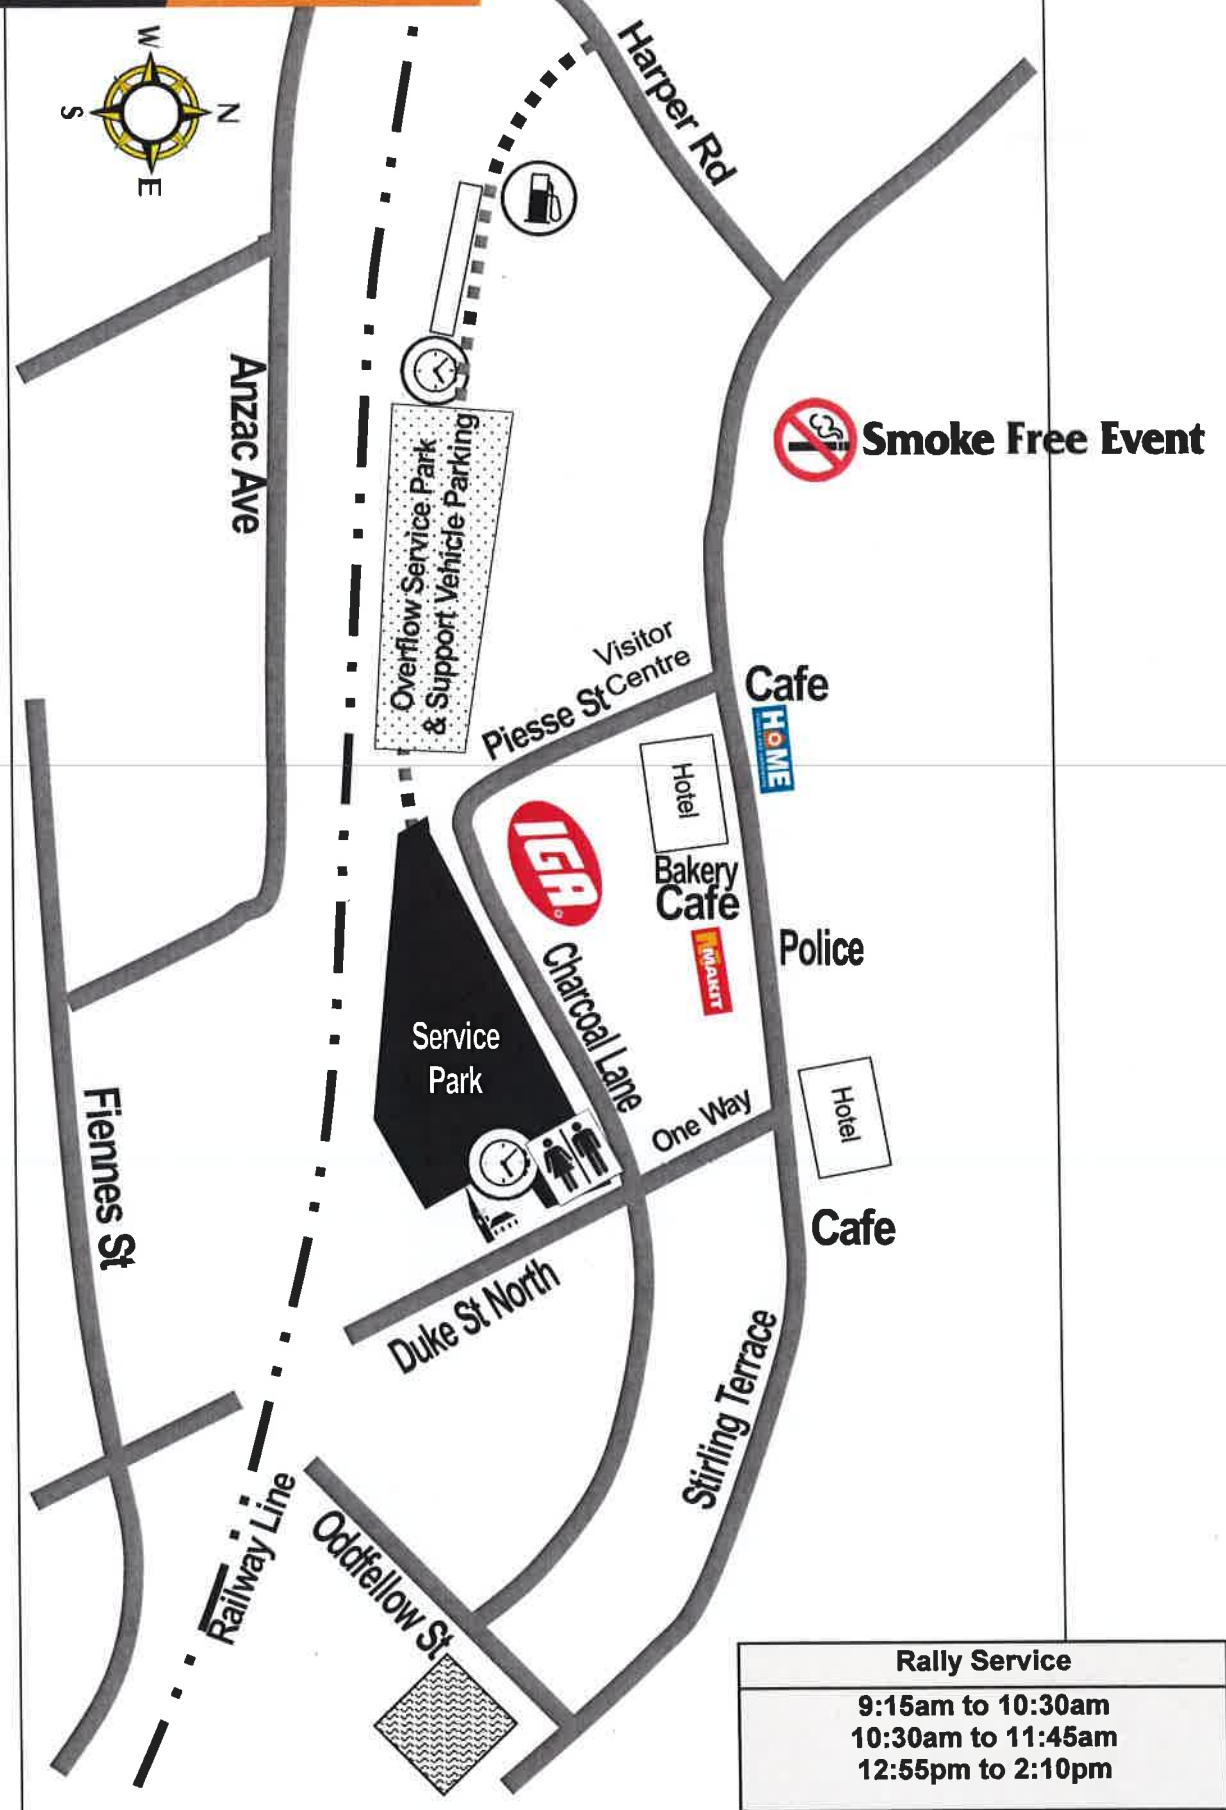 W
N
S
E
Harper Rd
Anzac Ave
Smoke Free Event
Overflow Service Park
& Support Vehicle Parking
Visitor
Centre
Piesse St
Cafe
HOME
Hotel
IGA
Bakery
Cafe
MAKIT
Police
Charcoal Lane
Service
Park
One Way
Hotel
Cafe
Fiennes St
Duke St North
Stirling Terrace
Railway Line
Oddfellow St
Rally Service
9:15am to 10:30am
10:30am to 11:45am
12:55pm to 2:10pm